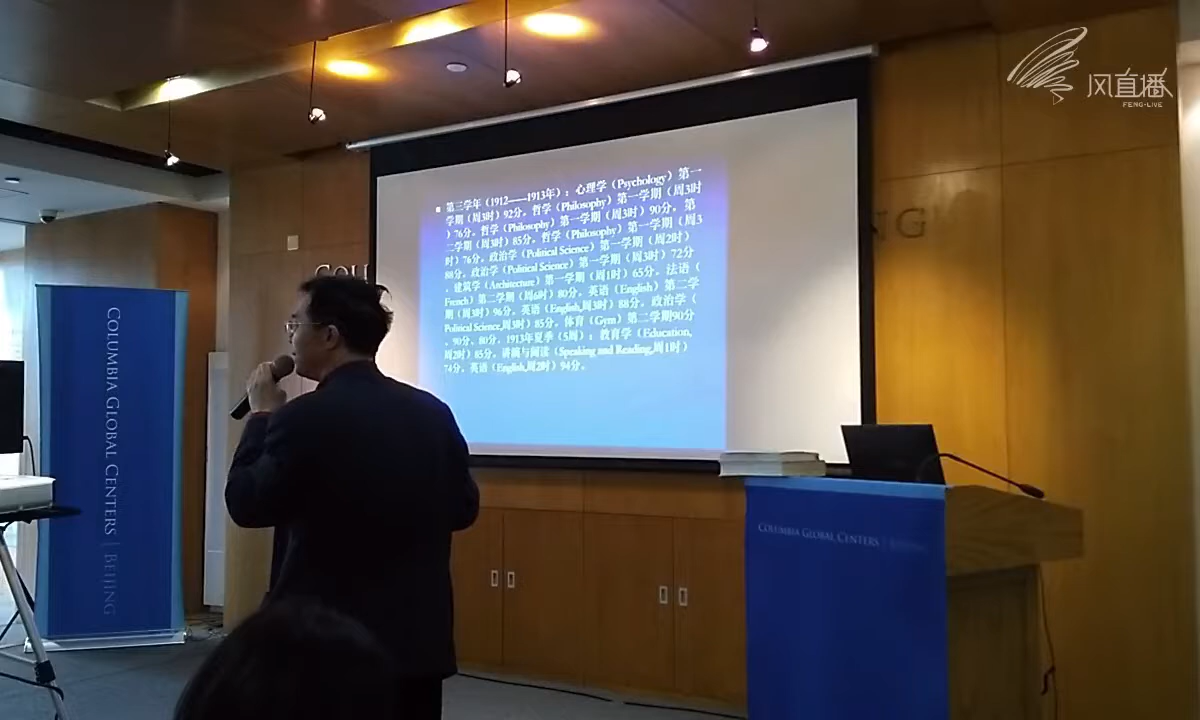 风直播
FENG-LIVE
第三学年（1912——1913年）：心理学（Psychology）第一
学期（周3时）92分。哲学（Philosophy）第一学期（周3时
）76分。哲学（Philosophy）第一学期（周3时）90分。第
二学期（周3时）85分。哲学（Philosophy）第一学期（周3
时）76分。政治学（Political Science）第一学期（周2时）
88分。政治学（Political Science）第一学期（周3时）72分
。建筑学（Architecture）第一学期（周1时）65分。法语（
French）第二学期（周6时）80分。英语（English）第二学
期（周3时）96分。英语（English,周3时）88分。政治学（
Political Science,周3时）85分。体育（Gym）第二学期90分
、90分、80分。1913年夏季（5周）：教育学（Education,
周2时）85分。讲演与阅读（Speaking and Reading,周1时）
74分。英语（English,周2时）94分。
COLU
NG
COLUMBIA GLOBAL CENTERS | BEIJING
COLUMBIA GLOBAL CENTERS | BEIJING